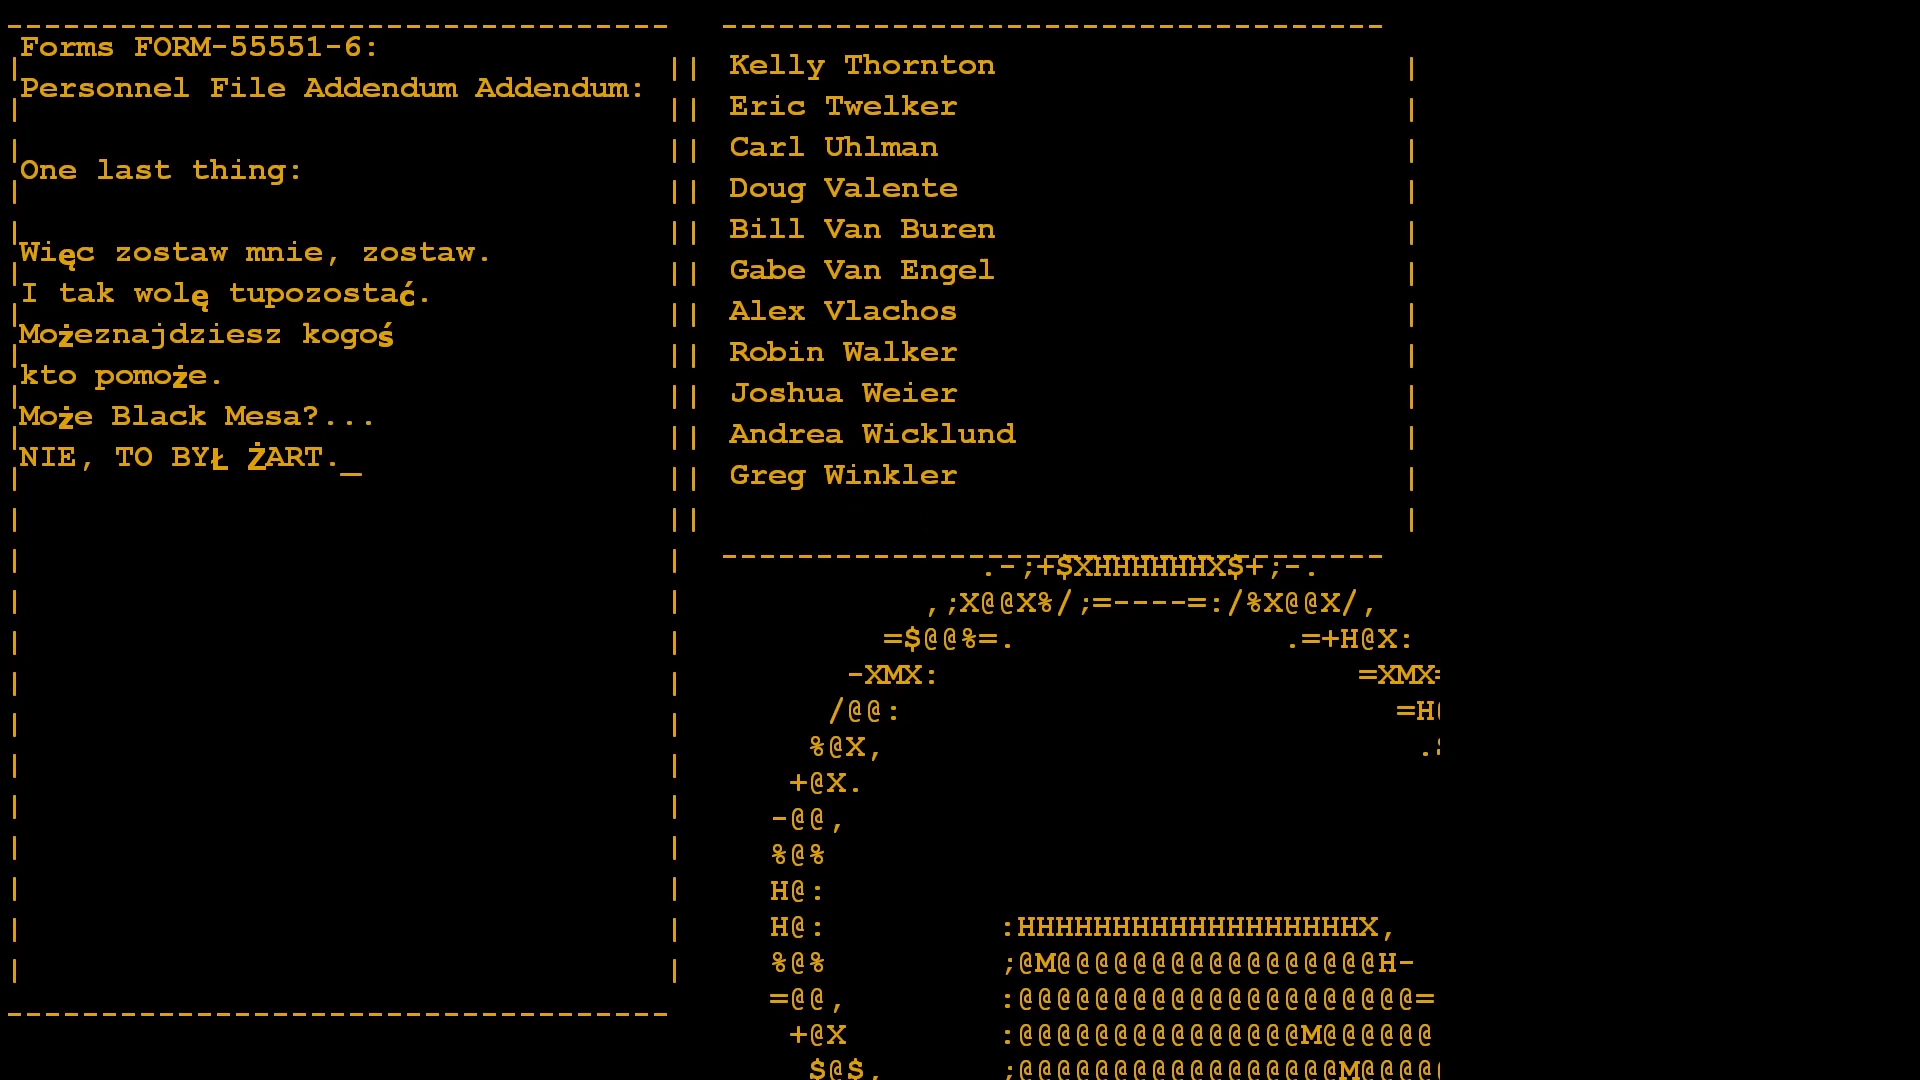 Forms FORM-55551-6:
Personnel File Addendum Addendum:
One last thing:
Więc zostaw mnie, zostaw.
I tak wolę tupozostać.
Możeznajdziesz kogoś
kto pomoże.
Może Black Mesa?...
NIE, TO BYŁ ŻART._
Kelly Thornton
Eric Twelker
Carl Uhlman
Doug Valente
Bill Van Buren
Gabe Van Engel
Alex Vlachos
Robin Walker
Joshua Weier
Andrea Wicklund
Greg Winkler